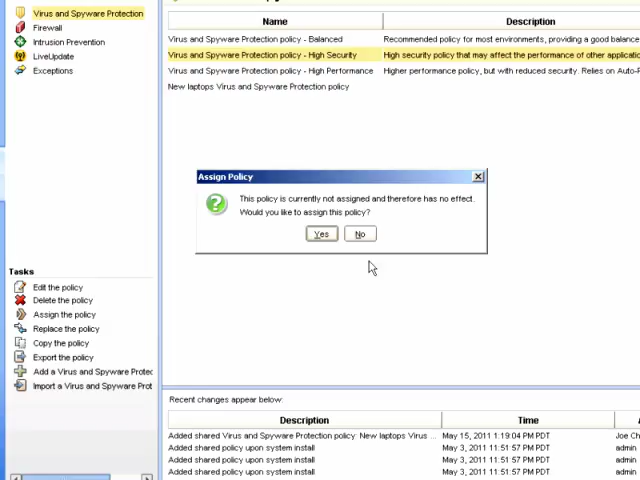 Virus and Spyware Protection
Firewall
Intrusion Prevention
LiveUpdate
Exceptions
Name Description
Virus and Spyware Protection policy - Balanced Recommended policy for most environments, providing a good balance
Virus and Spyware Protection policy - High Security High security policy that may affect the performance of other applicatio
Virus and Spyware Protection policy - High Performance Higher performance policy, but with reduced security. Relies on Auto-P
New laptops Virus and Spyware Protection policy
Assign Policy
This policy is currently not assigned and therefore has no effect.
Would you like to assign this policy?
Yes No
Tasks
Edit the policy
Delete the policy
Assign the policy
Replace the policy
Copy the policy
Export the policy
Add a Virus and Spyware Protec
Import a Virus and Spyware Prot
Recent changes appear below:
Description Time
Added shared Virus and Spyware Protection policy: New laptops Virus ... May 15, 2011 1:19:04 PM PDT Joe Ch
Added shared policy upon system install May 3, 2011 11:51:57 PM PDT admin
Added shared policy upon system install May 3, 2011 11:51:57 PM PDT admin
Added shared policy upon system install May 3, 2011 11:51:57 PM PDT admin